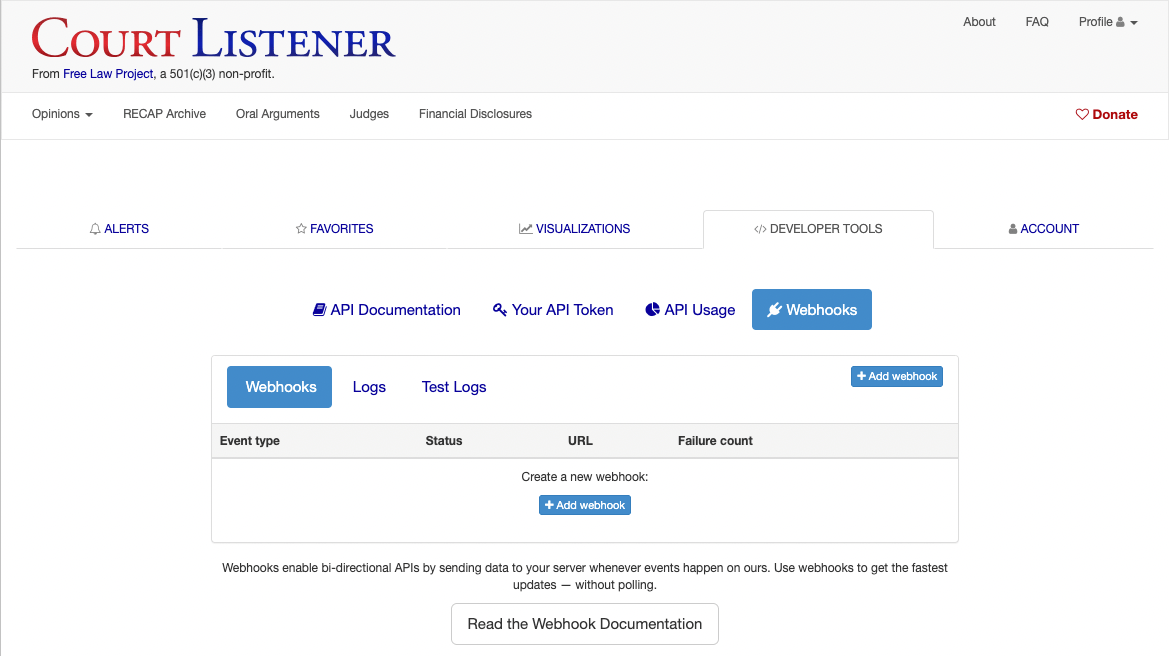 COURT LISTENER
From Free Law Project, a 501(c)(3) non-profit.
About FAQ Profile
Opinions RECAP Archive Oral Arguments Judges Financial Disclosures Donate
ALERTS FAVORITES VISUALIZATIONS </> DEVELOPER TOOLS ACCOUNT
API Documentation Your API Token API Usage Webhooks
Webhooks Logs Test Logs + Add webhook
Event type Status URL Failure count
Create a new webhook:
+ Add webhook
Webhooks enable bi-directional APIs by sending data to your server whenever events happen on ours. Use webhooks to get the fastest
updates — without polling.
Read the Webhook Documentation